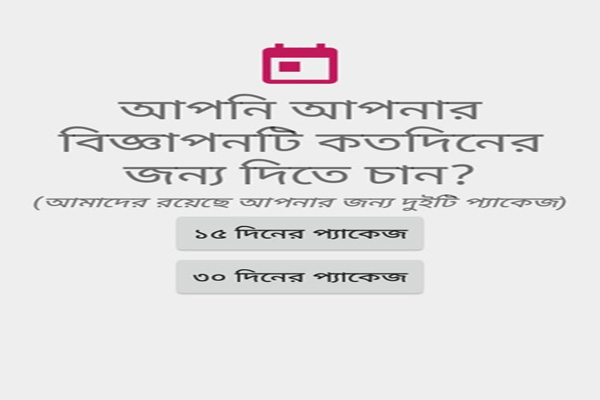 আপনি আপনার
বিজ্ঞাপনটি কতদিনের
জন্য দিতে চান?
(আমাদের রয়েছে আপনার জন্য দুইটি প্যাকেজ)
১৫ দিনের প্যাকেজ
৩০ দিনের প্যাকেজ